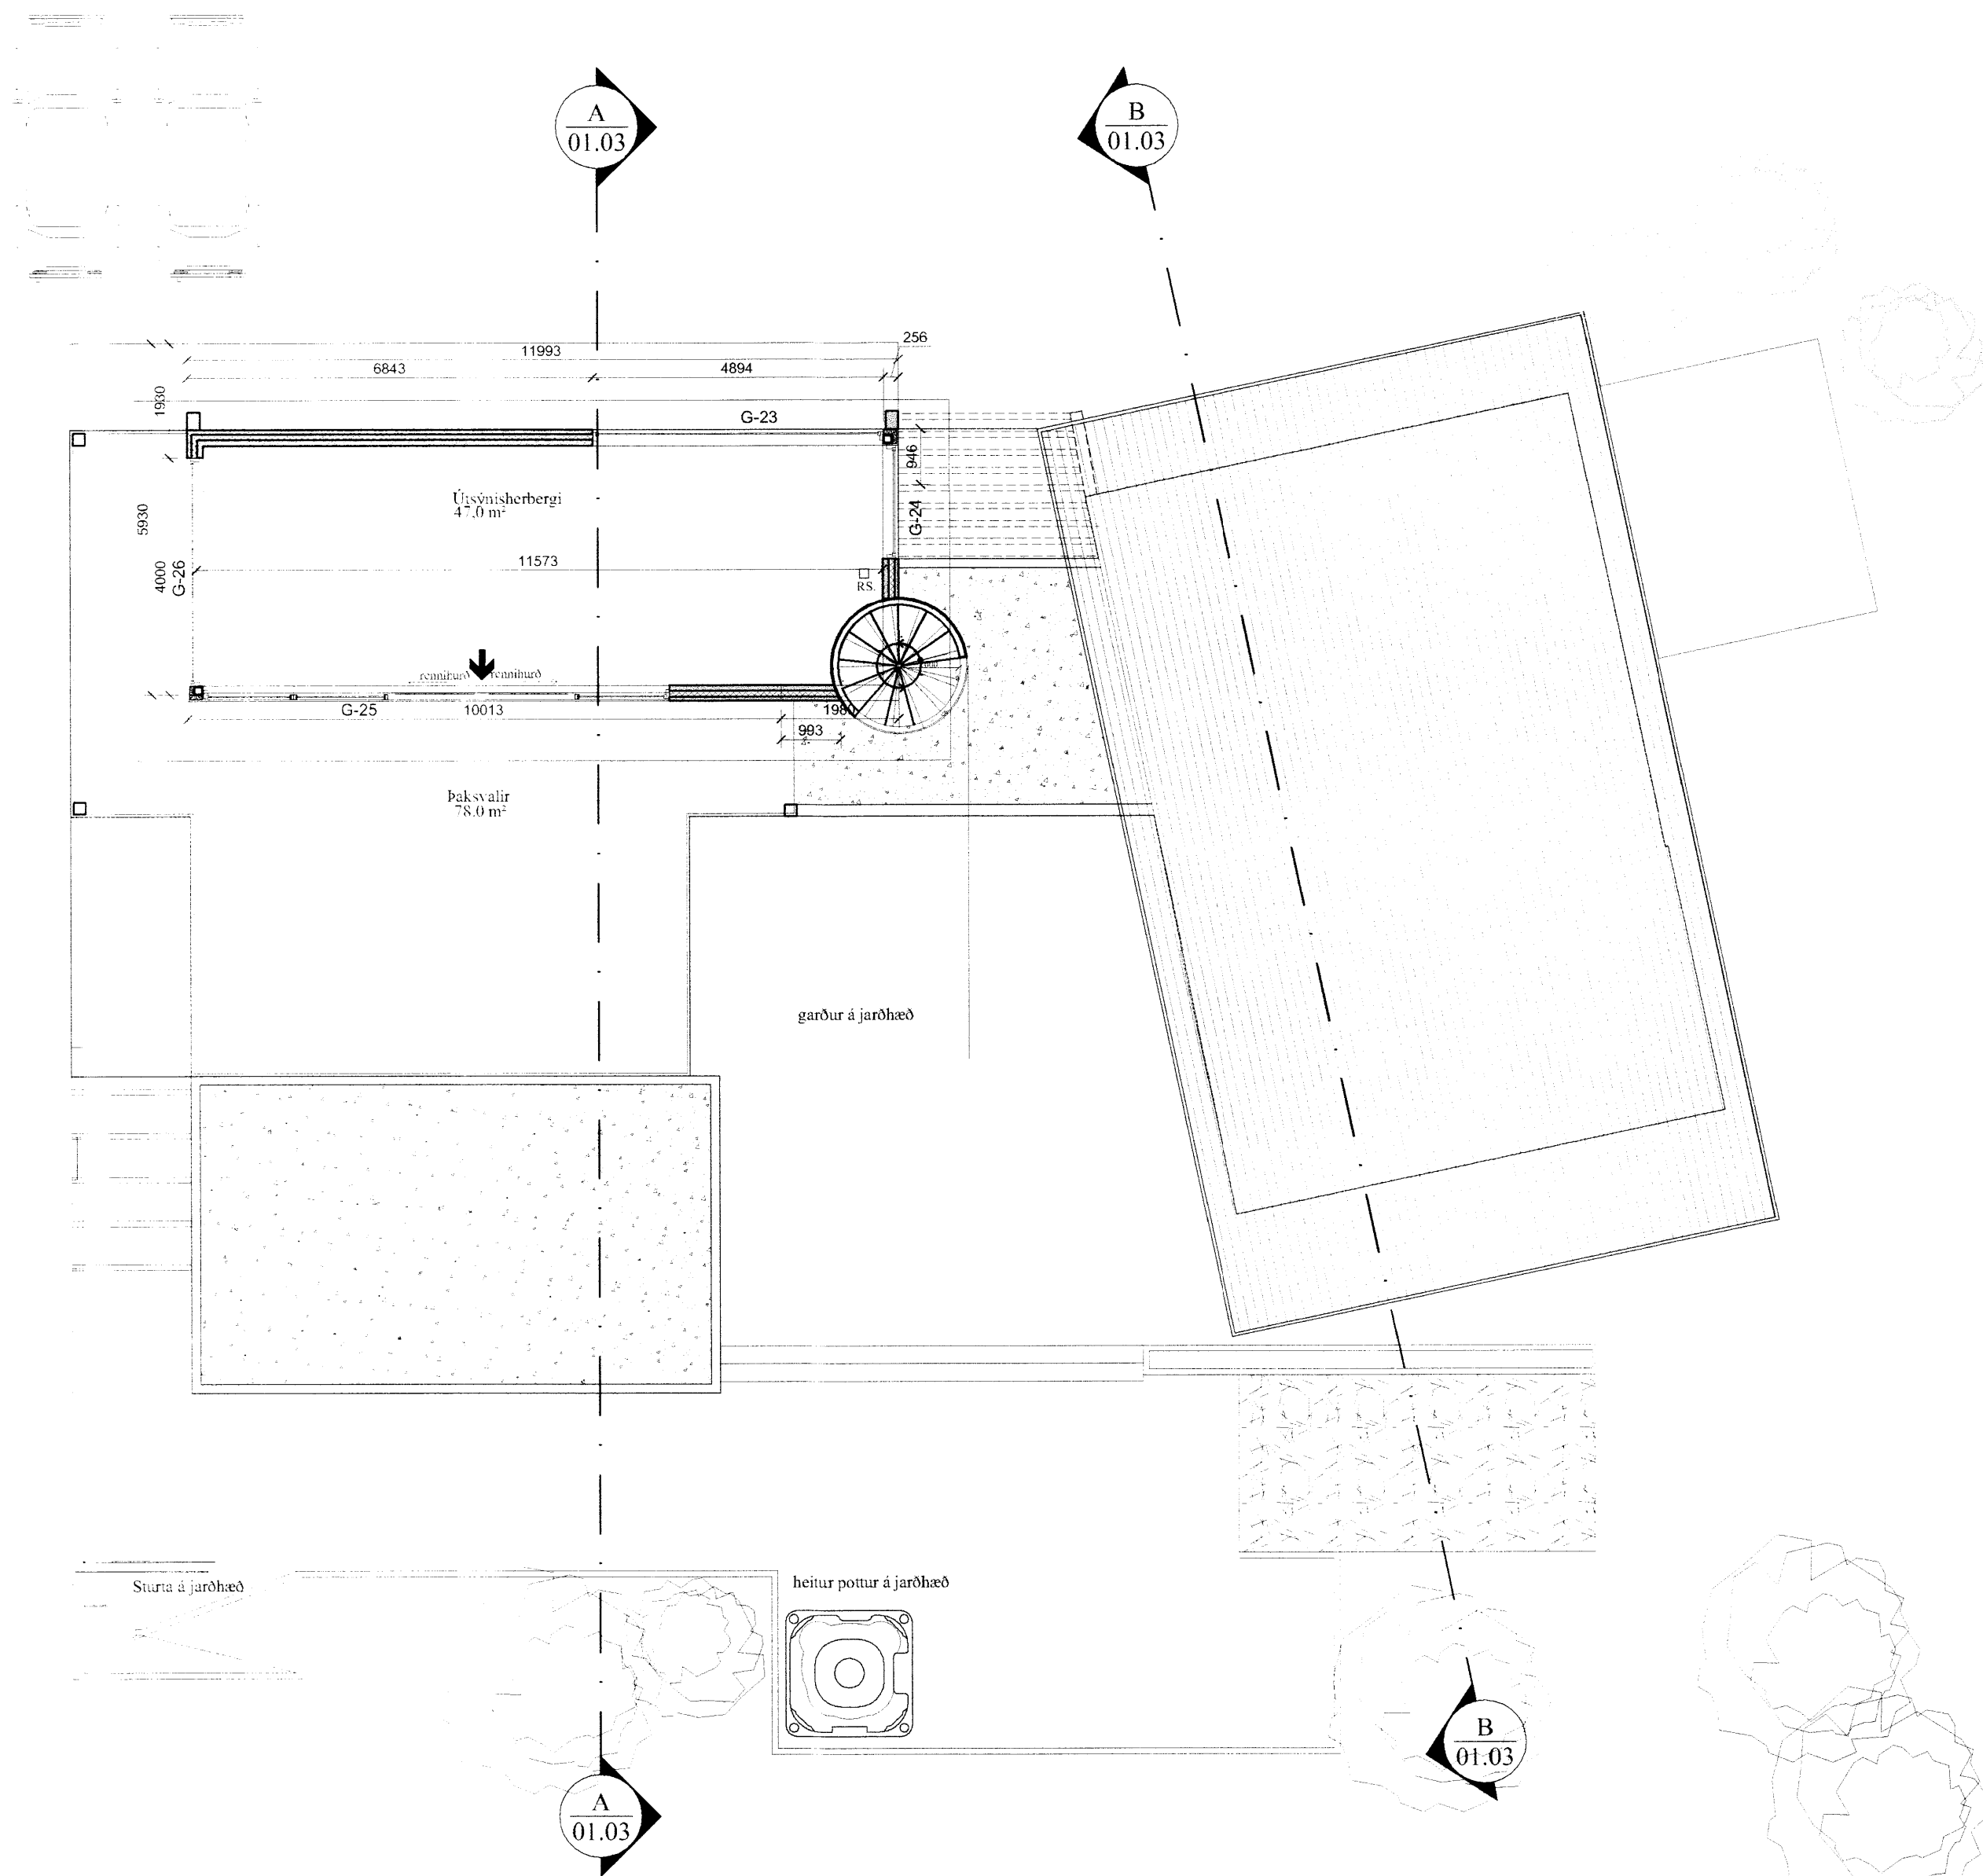 A
01.03
B
01.03
256
11993
6843
4894
1930
G-23
946
Útsýnisherbergi
47,0 m²
G-24
5930
11573
4000
G-26
RS.
rennihurð
rennihurð
G-25
10013
1980
993
Þaksvalir
78.0 m²
garður á jarðhæð
Sturta á jarðhæð
heitur pottur á jarðhæð
B
01.03
A
01.03